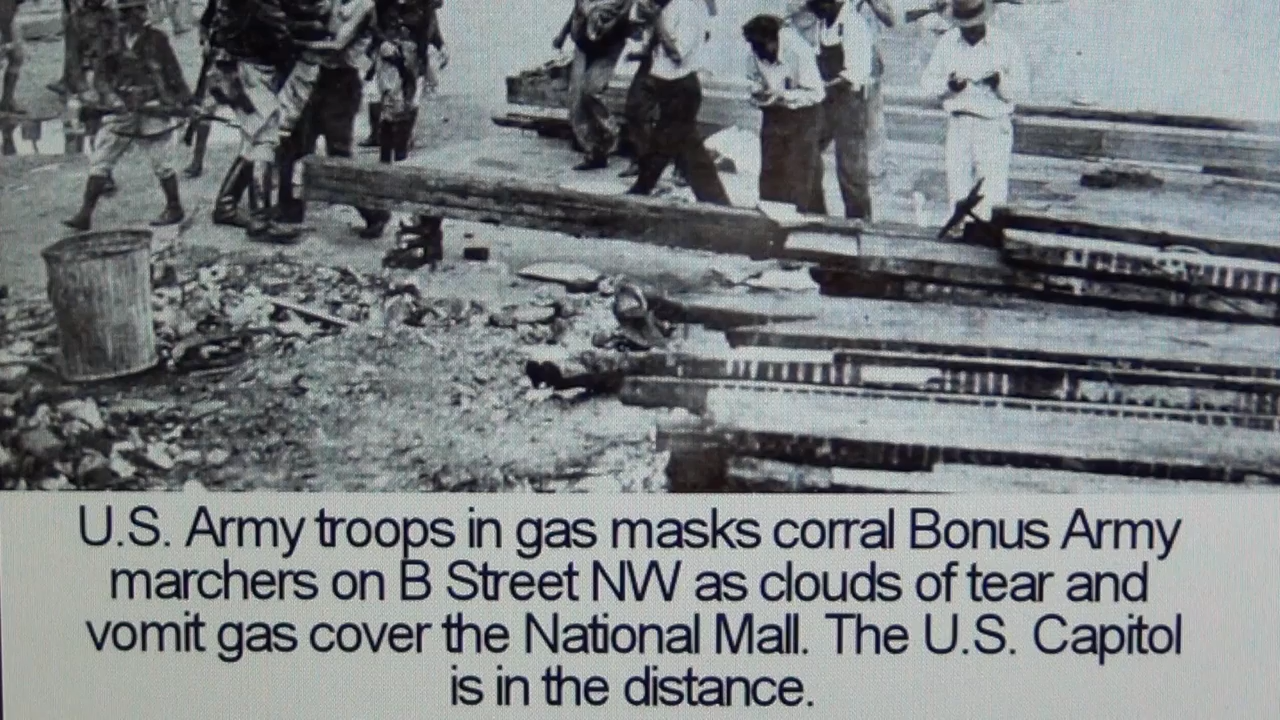 U.S. Army troops in gas masks corral Bonus Army
marchers on B Street NW as clouds of tear and
vomit gas cover the National Mall. The U.S. Capitol
is in the distance.